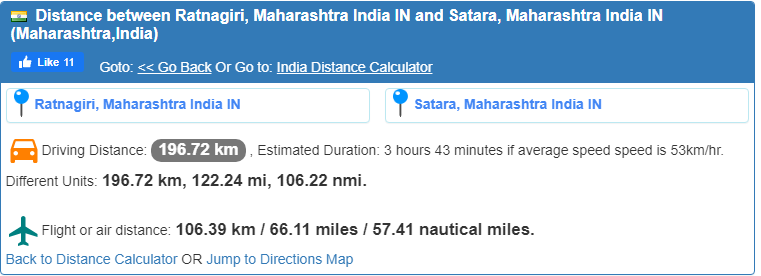 Distance between Ratnagiri, Maharashtra India IN and Satara, Maharashtra India IN
(Maharashtra,India)
Like 11 Goto: << Go Back Or Go to: India Distance Calculator
Ratnagiri, Maharashtra India IN Satara, Maharashtra India IN
Driving Distance: 196.72 km , Estimated Duration: 3 hours 43 minutes if average speed speed is 53km/hr.
Different Units: 196.72 km, 122.24 mi, 106.22 nmi.
Flight or air distance: 106.39 km / 66.11 miles / 57.41 nautical miles.
Back to Distance Calculator OR Jump to Directions Map